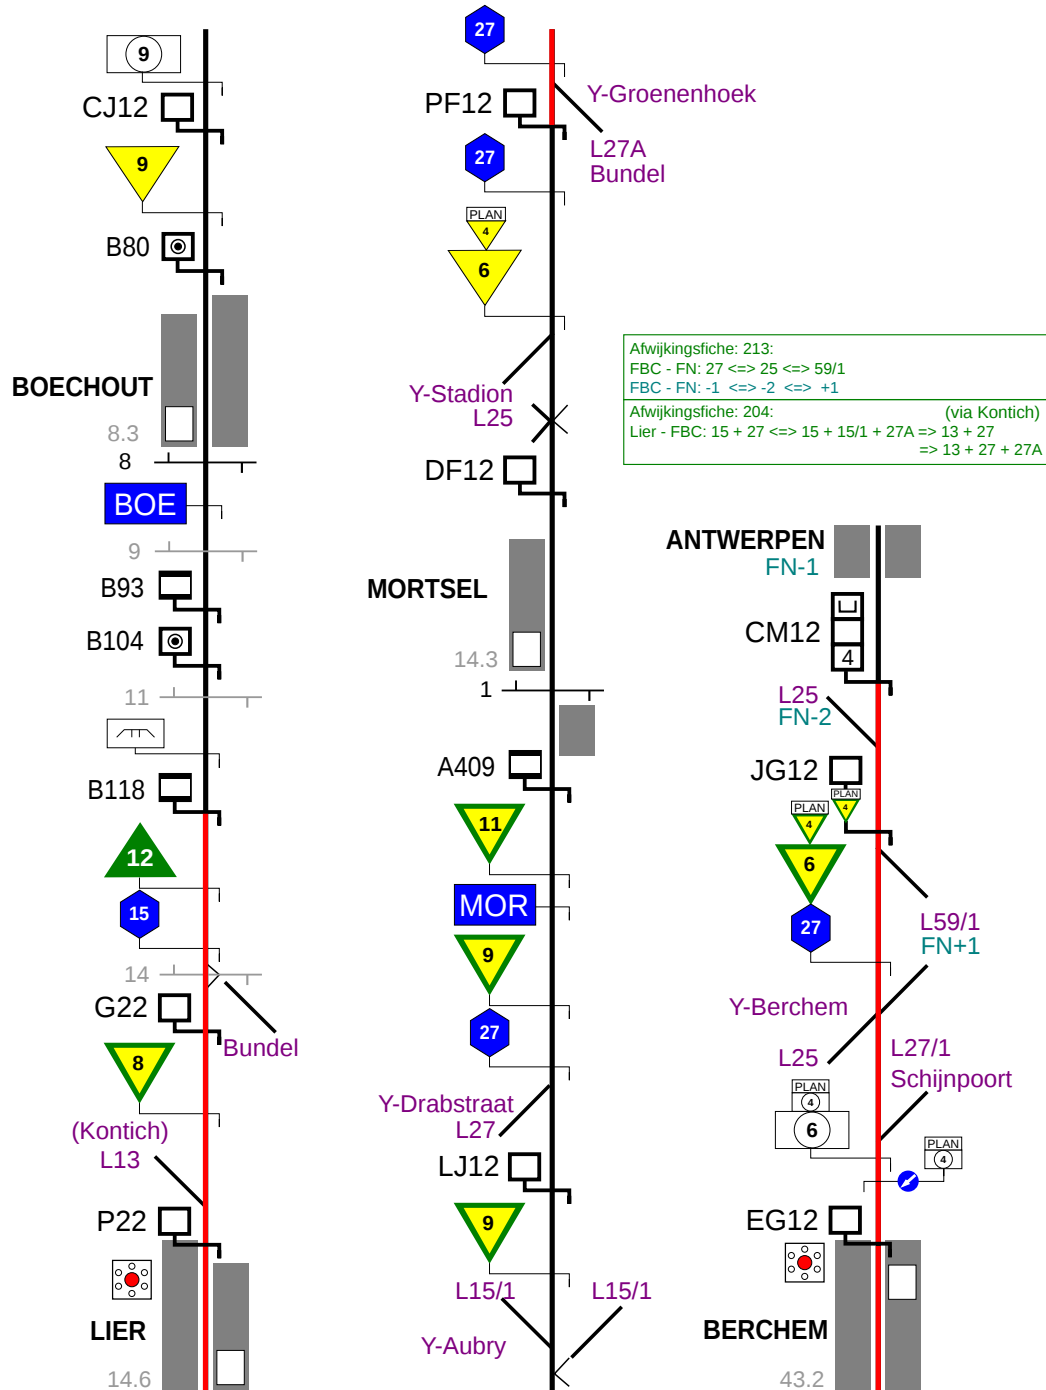 9
CJ12
9
B80
BOECHOUT
8.3
8
BOE
9
B93
B104
11
B118
12
15
14
G22
Bundel
8
(Kontich)
L13
P22
LIER
14.6
27
PF12
Y-Groenenhoek
L27A
Bundel
27
PLAN
4
6
Y-Stadion
L25
DF12
MORTSEL
14.3
1
A409
11
MOR
9
27
Y-Drabstraat
L27
LJ12
9
L15/1
L15/1
Y-Aubry
Afwijkingsfiche: 213:
FBC - FN: 27 <=> 25 <=> 59/1
FBC - FN: -1 <=> -2 <=> +1
Afwijkingsfiche: 204: (via Kontich)
Lier - FBC: 15 + 27 <=> 15 + 15/1 + 27A => 13 + 27
=> 13 + 27 + 27A
ANTWERPEN
FN-1
CM12
4
L25
FN-2
JG12
PLAN
4
PLAN
4
6
27
L59/1
FN+1
Y-Berchem
L25
L27/1
Schijnpoort
PLAN
4
6
PLAN
4
EG12
BERCHEM
43.2